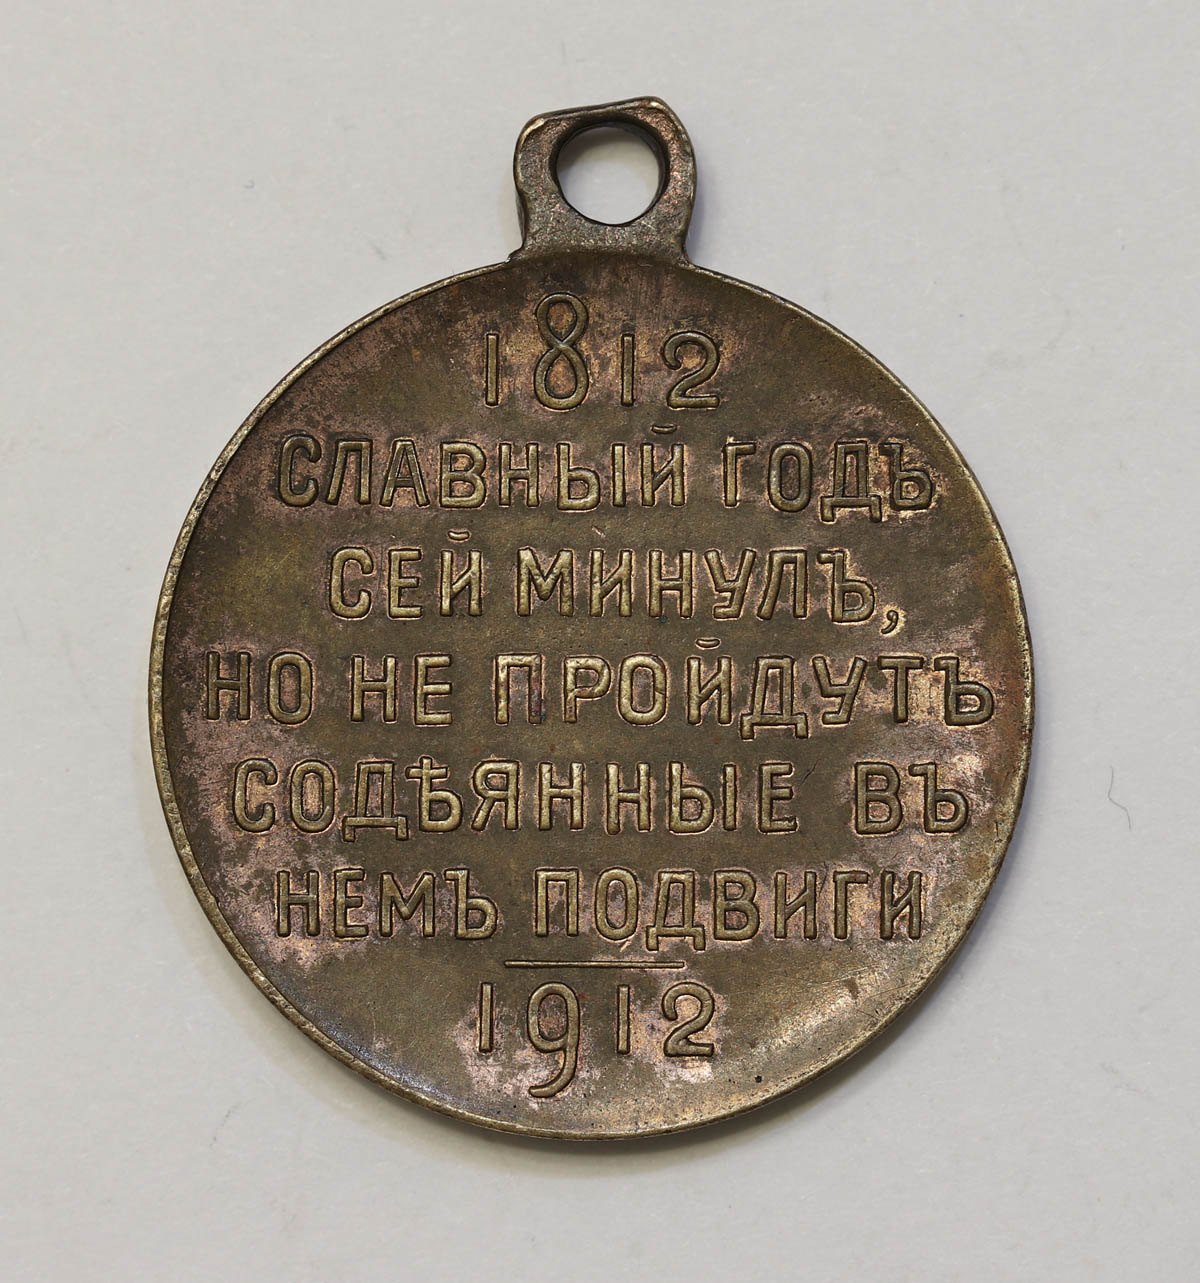 1812
СЛАВНЫЙ ГОДЪ
СЕЙ МИНУЛЪ,
НО НЕ ПРОЙДУТЪ
СОДѢЯННЫЕ ВЪ
НЕМЪ ПОДВИГИ
1912